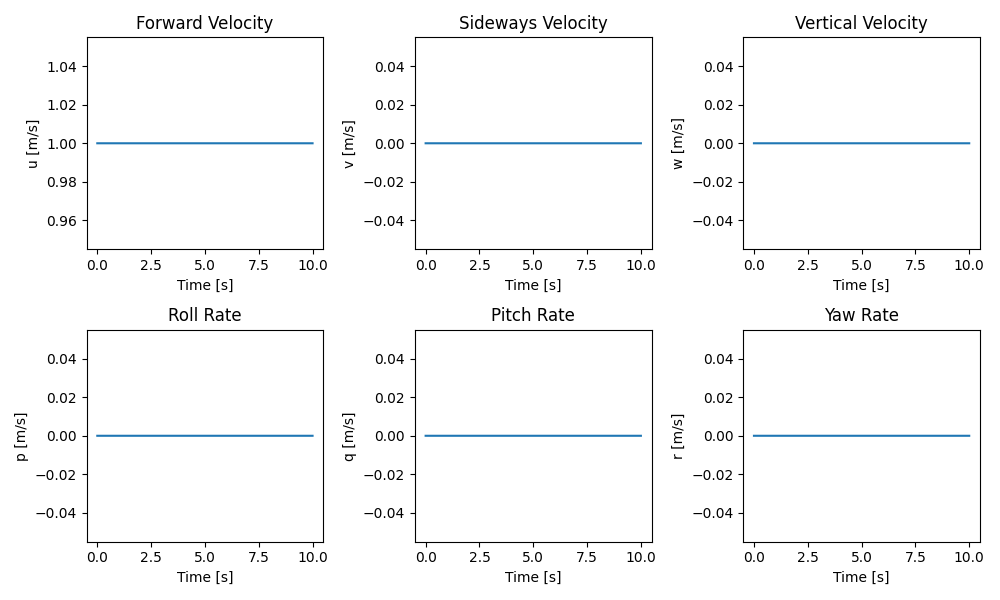 Forward Velocity
1.04
1.02
1.00
0.98
0.96
u [m/s]
0.0 2.5 5.0 7.5 10.0
Time [s]
Sideways Velocity
0.04
0.02
0.00
−0.02
−0.04
v [m/s]
0.0 2.5 5.0 7.5 10.0
Time [s]
Vertical Velocity
0.04
0.02
0.00
−0.02
−0.04
w [m/s]
0.0 2.5 5.0 7.5 10.0
Time [s]
Roll Rate
0.04
0.02
0.00
−0.02
−0.04
p [m/s]
0.0 2.5 5.0 7.5 10.0
Time [s]
Pitch Rate
0.04
0.02
0.00
−0.02
−0.04
q [m/s]
0.0 2.5 5.0 7.5 10.0
Time [s]
Yaw Rate
0.04
0.02
0.00
−0.02
−0.04
r [m/s]
0.0 2.5 5.0 7.5 10.0
Time [s]